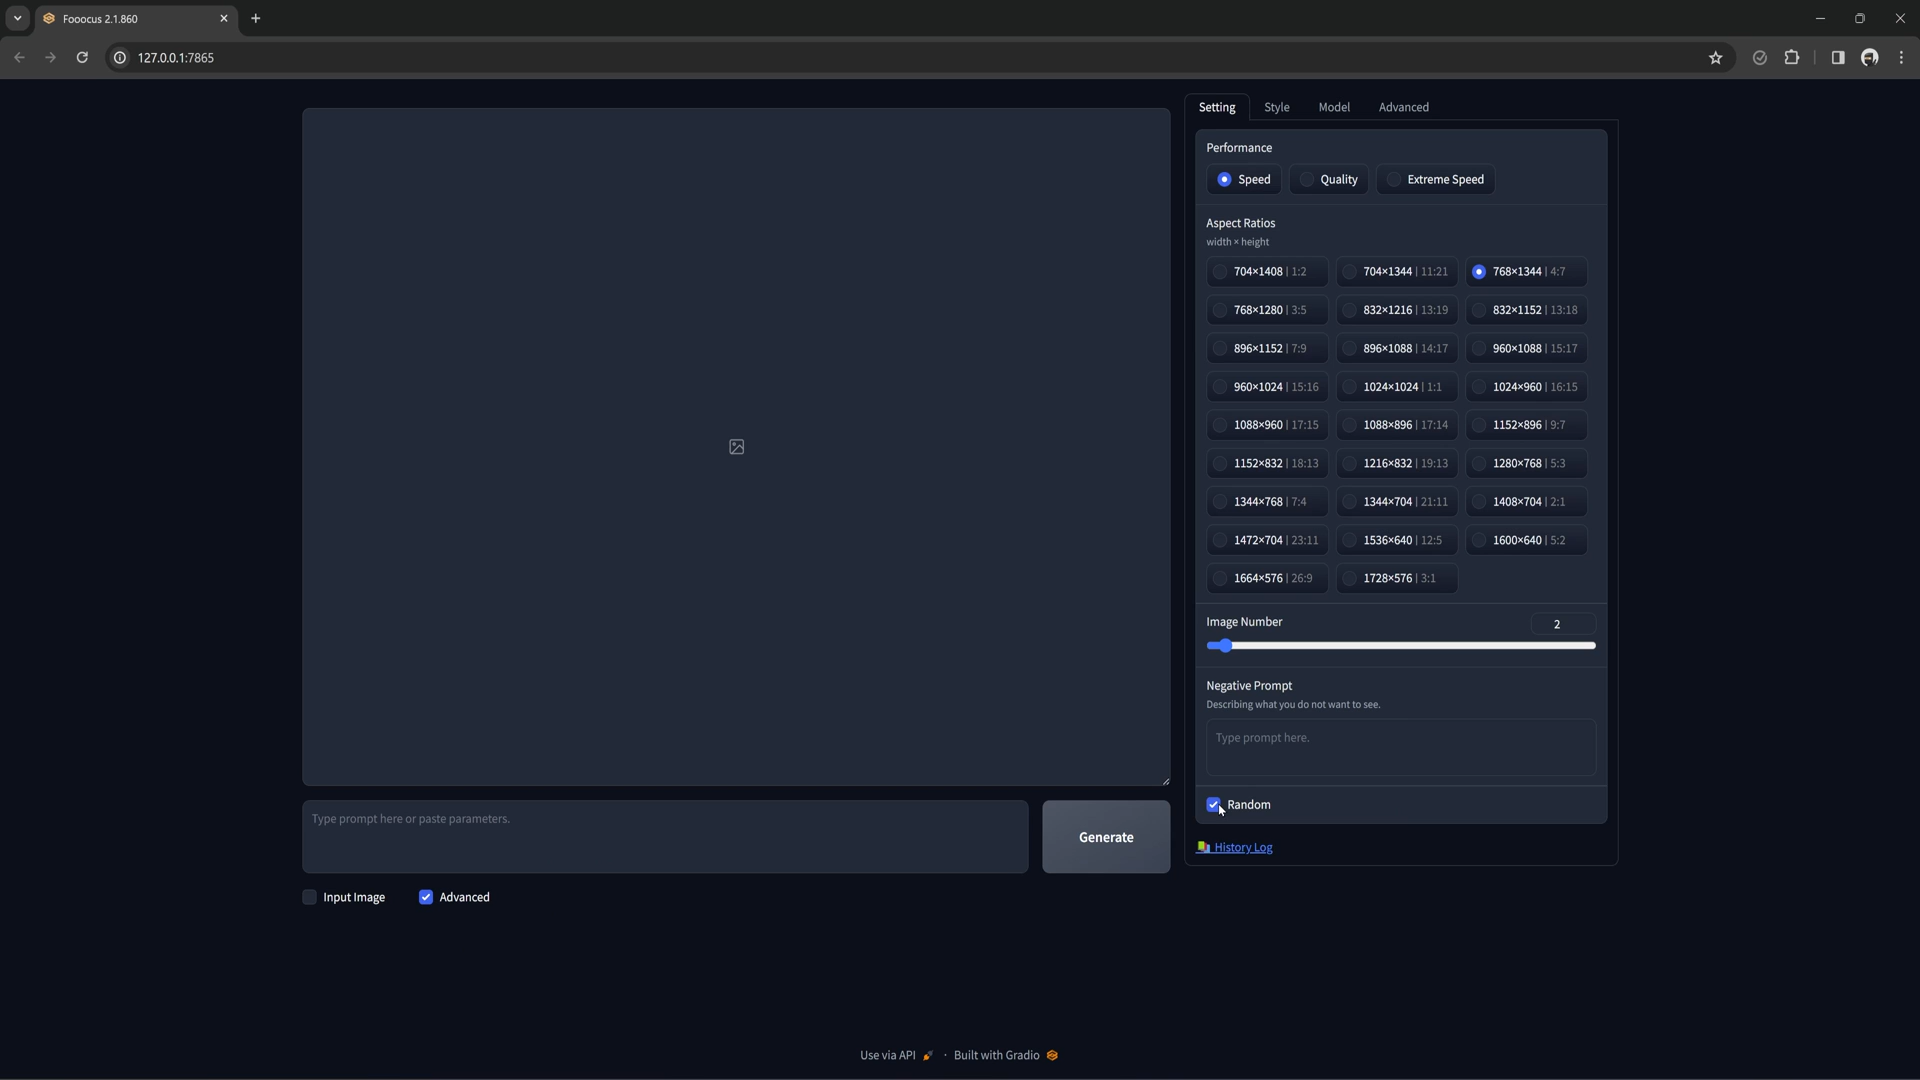 Fooocus 2.1.860
127.0.0.1:7865
Setting Style Model Advanced
Performance
Speed Quality Extreme Speed
Aspect Ratios
width × height
704×1408 | 1:2 704×1344 | 11:21 768×1344 | 4:7
768×1280 | 3:5 832×1216 | 13:19 832×1152 | 13:18
896×1152 | 7:9 896×1088 | 14:17 960×1088 | 15:17
960×1024 | 15:16 1024×1024 | 1:1 1024×960 | 16:15
1088×960 | 17:15 1088×896 | 17:14 1152×896 | 9:7
1152×832 | 18:13 1216×832 | 19:13 1280×768 | 5:3
1344×768 | 7:4 1344×704 | 21:11 1408×704 | 2:1
1472×704 | 23:11 1536×640 | 12:5 1600×640 | 5:2
1664×576 | 26:9 1728×576 | 3:1
Image Number 2
Negative Prompt
Describing what you do not want to see.
Type prompt here.
Random
History Log
Type prompt here or paste parameters.
Generate
Input Image Advanced
Use via API · Built with Gradio